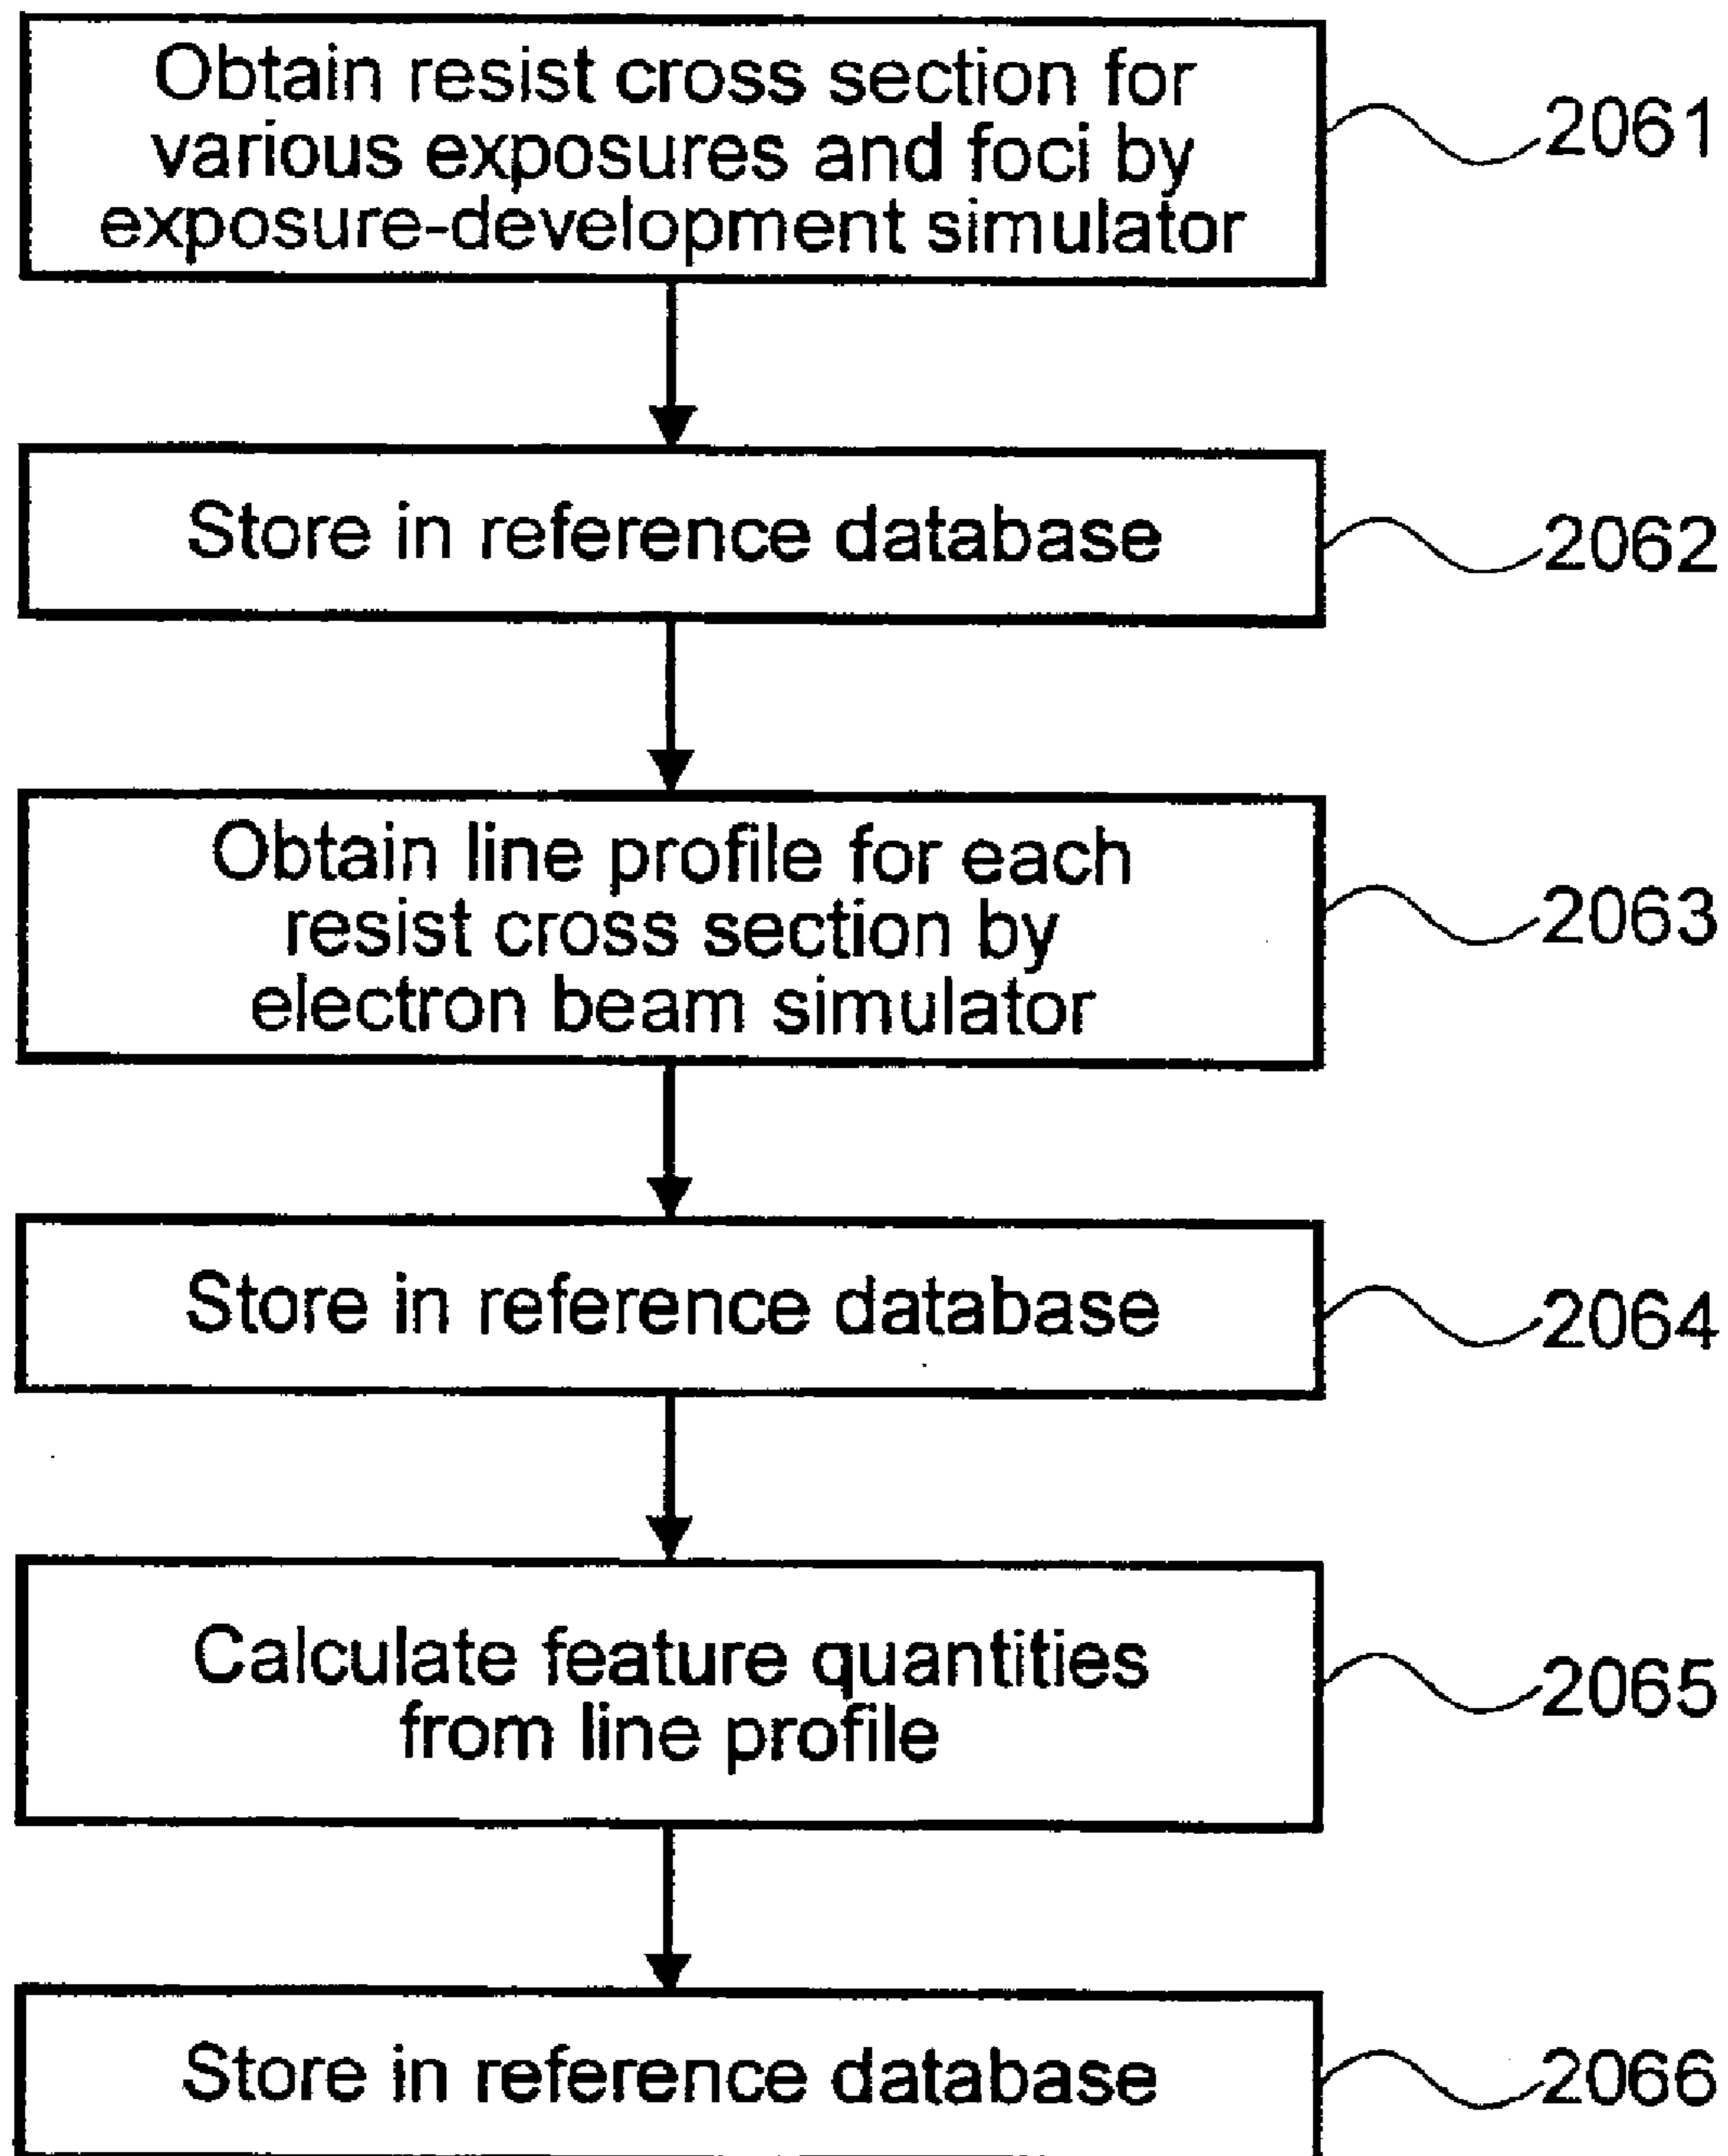 Obtain resist cross section for
various exposures and foci by
exposure-development simulator
2061
Store in reference database
2062
Obtain line profile for each
resist cross section by
electron beam simulator
2063
Store in reference database
2064
Calculate feature quantities
from line profile
2065
Store in reference database
2066